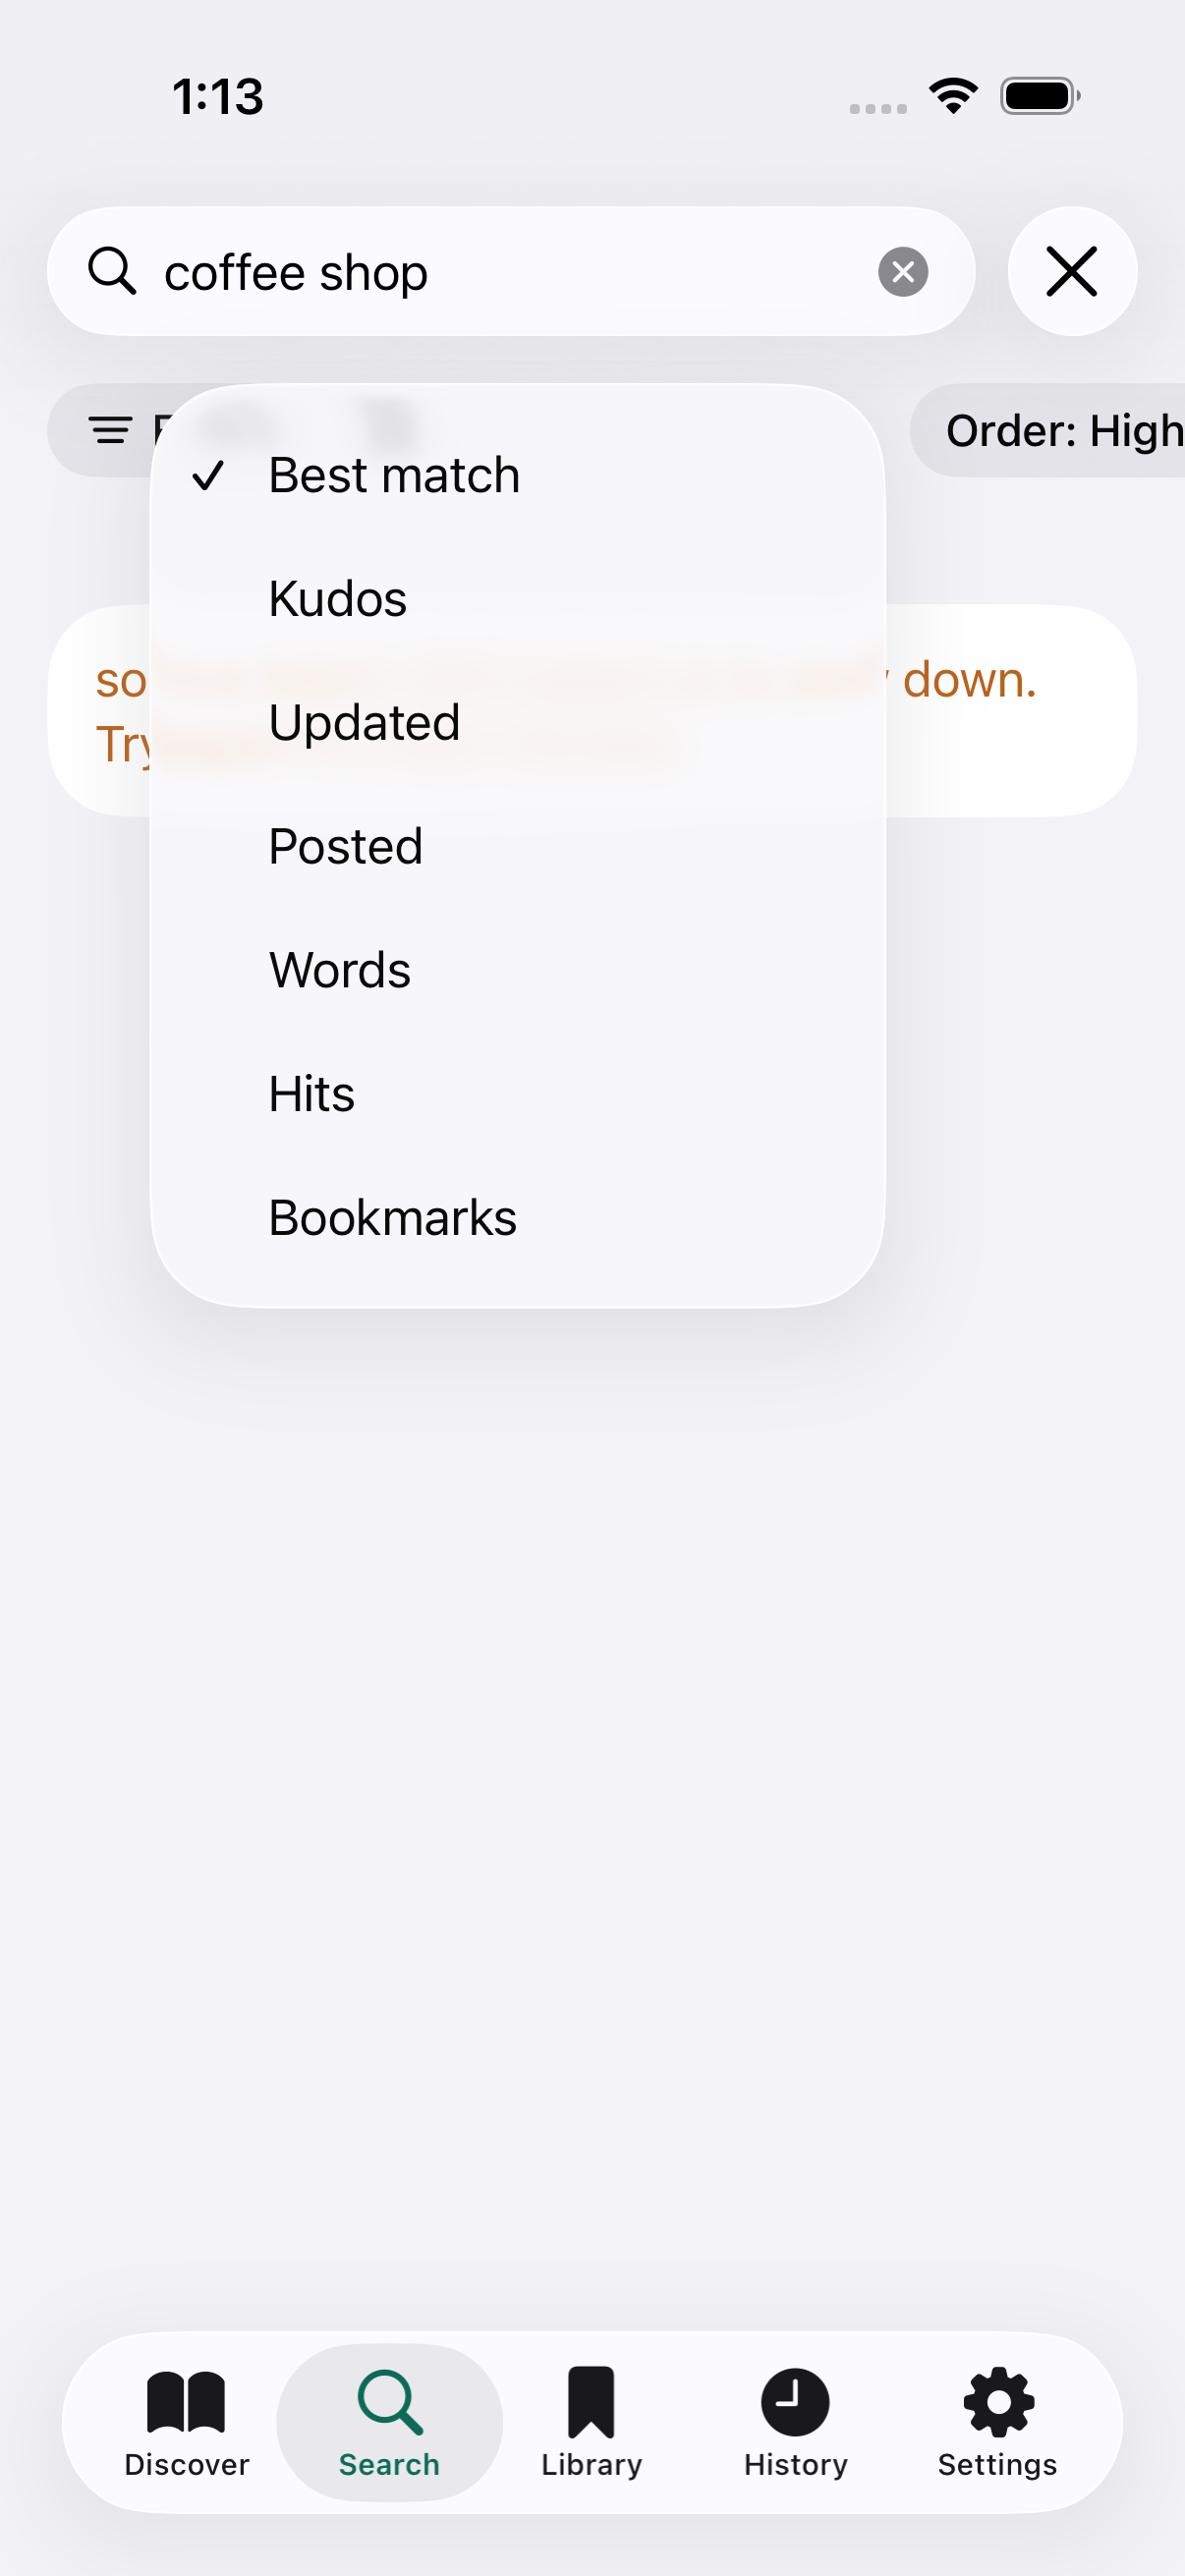 1:13
coffee shop
Order: High
Best match
Kudos
so down.
Updated
Try
Posted
Words
Hits
Bookmarks
Discover
Search
Library
History
Settings